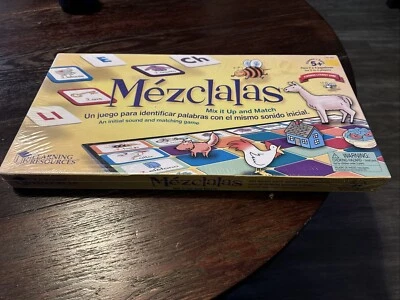 E
ch
5+
Mézclalas
Mix it Up and Match
Un juego para identificar palabras con el mismo sonido inicial.
An initial sound and matching game
Ll
LEARNING
RESOURCES
WARNING:
Mézclalas